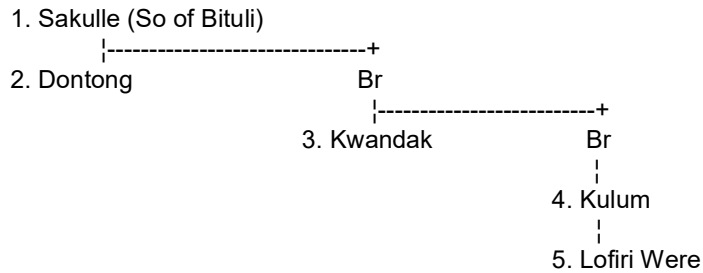 1. Sakulle (So of Bituli)
¦-------------------------------+
2. Dontong Br
¦--------------------------+
3. Kwandak Br
¦
4. Kulum
¦
5. Lofiri Were